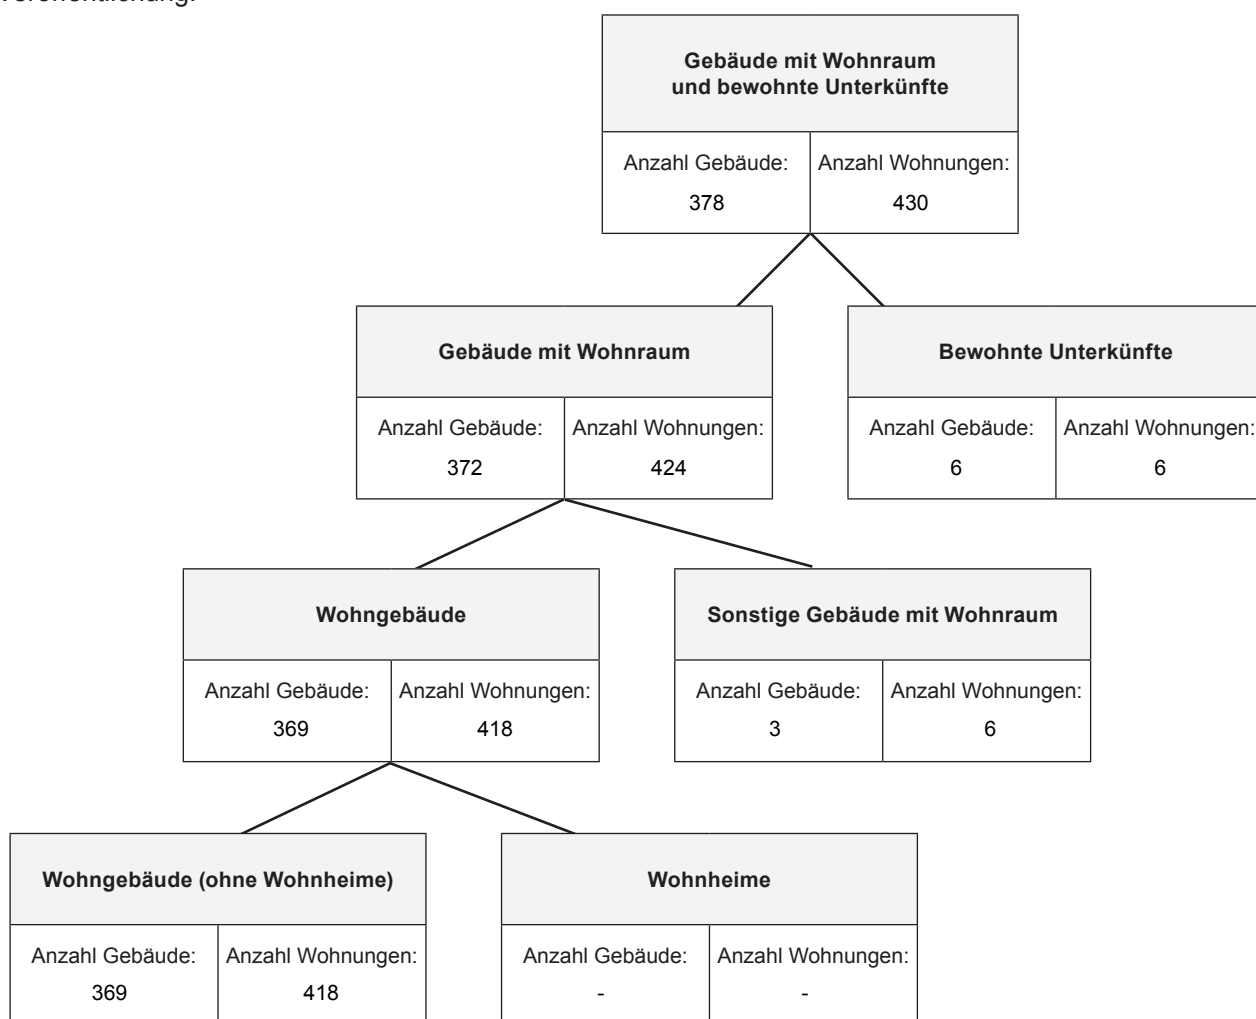 Veröffentlichung.
Gebäude mit Wohnraum
und bewohnte Unterkünfte
Anzahl Gebäude: Anzahl Wohnungen:
378 430
Gebäude mit Wohnraum
Anzahl Gebäude: Anzahl Wohnungen:
372 424
Bewohnte Unterkünfte
Anzahl Gebäude: Anzahl Wohnungen:
6 6
Wohngebäude
Anzahl Gebäude: Anzahl Wohnungen:
369 418
Sonstige Gebäude mit Wohnraum
Anzahl Gebäude: Anzahl Wohnungen:
3 6
Wohngebäude (ohne Wohnheime)
Anzahl Gebäude: Anzahl Wohnungen:
369 418
Wohnheime
Anzahl Gebäude: Anzahl Wohnungen:
- -